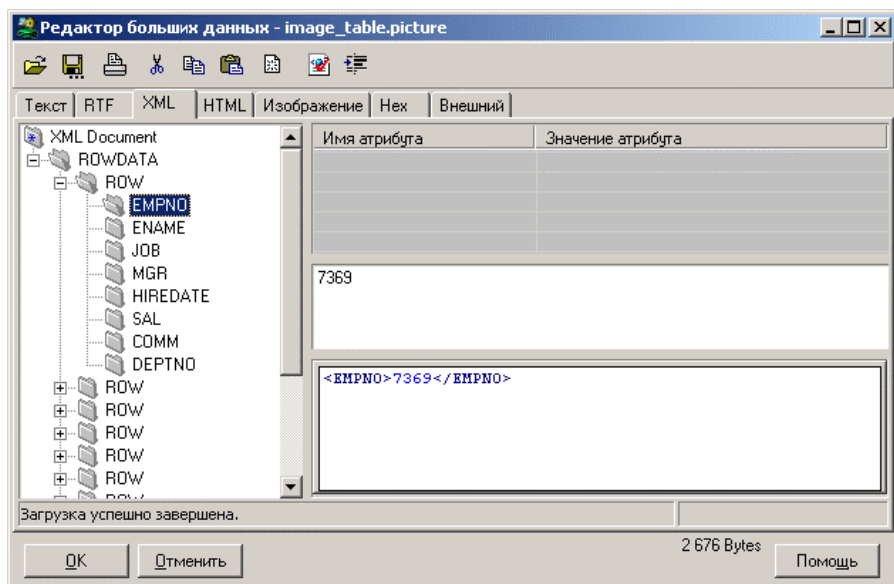 Редактор больших данных - image_table.picture
Текст RTF XML HTML Изображение Hex Внешний
XML Document
ROWDATA
ROW
EMPNO
ENAME
JOB
MGR
HIREDATE
SAL
COMM
DEPTNO
ROW
ROW
ROW
ROW
ROW
ROW
Имя атрибута Значение атрибута
7369
<EMPNO>7369</EMPNO>
Загрузка успешно завершена.
2 676 Bytes
OK Отменить Помощь